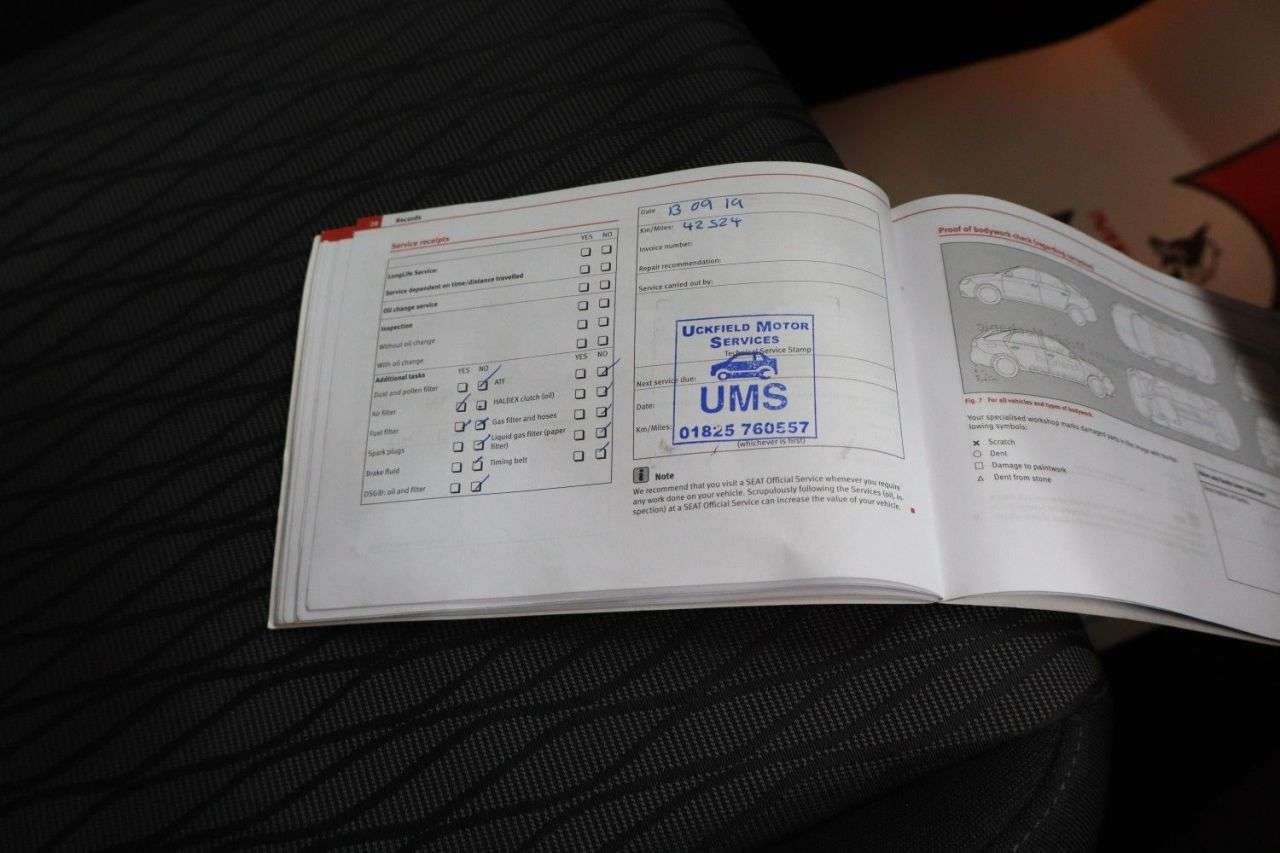 28 Records
Service receipts
YES NO
LongLife Service:
Service dependent on time/distance travelled
Oil change service
Inspection
Without oil change
With oil change
Additional tasks YES NO YES NO
Dust and pollen filter ATF
Air filter HALDEX clutch (oil)
Fuel filter Gas filter and hoses
Spark plugs Liquid gas filter (paper
filter)
Brake fluid Timing belt
DSG®: oil and filter
Date 13 09 19
Km/Miles: 42524
Invoice number:
Repair recommendation:
Service carried out by:
UCKFIELD MOTOR
SERVICES
Technical Service Stamp
UMS
01825 760557
Next service due:
Date:
Km/Miles:
(whichever is first)
i Note
We recommend that you visit a SEAT Official Service whenever you require
any work done on your vehicle. Scrupulously following the Services (oil, in-
spection) at a SEAT Official Service can increase the value of your vehicle.
Proof of bodywork check (regarding corrosion)
Fig. 7 For all vehicles and types of bodywork.
Your specialised workshop marks damaged parts in the image with the fol-
lowing symbols:
× Scratch
○ Dent
□ Damage to paintwork
△ Dent from stone